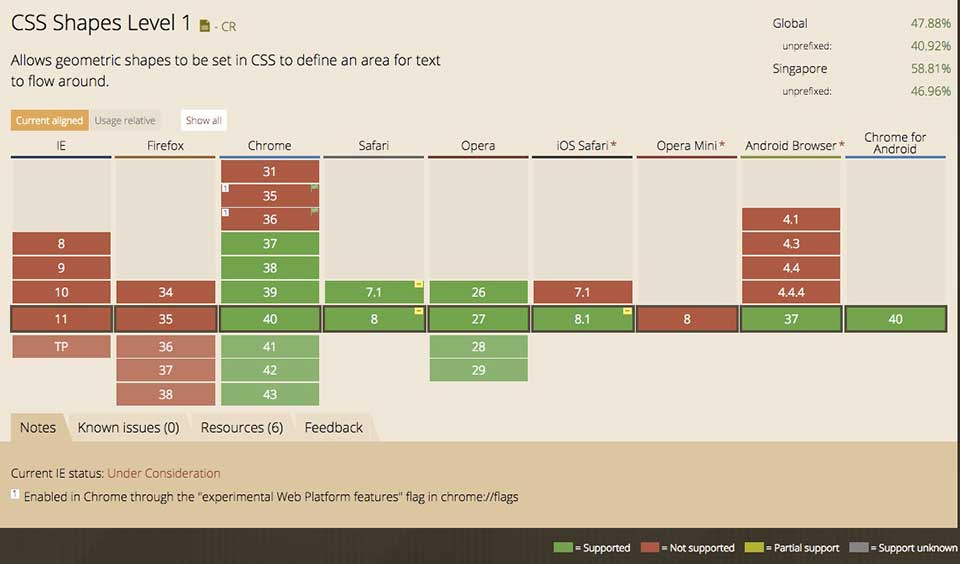 CSS Shapes Level 1 - CR
Global 47.88%
unprefixed: 40.92%
Singapore 58.81%
unprefixed: 46.96%
Allows geometric shapes to be set in CSS to define an area for text
to flow around.
Current aligned Usage relative Show all
IE Firefox Chrome Safari Opera iOS Safari* Opera Mini* Android Browser* Chrome for
Android
31
1 35
1 36 4.1
8 37 4.3
9 38 4.4
10 34 39 7.1 26 7.1 4.4.4
11 35 40 8 27 8.1 8 37 40
TP 36 41 28
37 42 29
38 43
Notes Known issues (0) Resources (6) Feedback
Current IE status: Under Consideration
1 Enabled in Chrome through the "experimental Web Platform features" flag in chrome://flags
= Supported = Not supported = Partial support = Support unknown